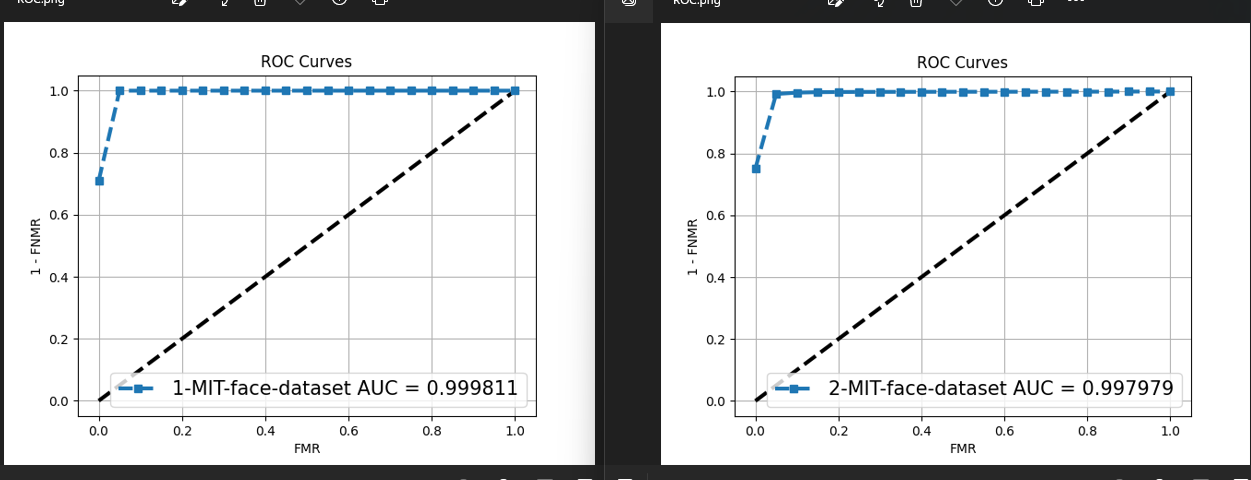 ROC.png
ROC Curves
1.0
0.8
0.6
0.4
0.2
0.0
1 - FNMR
1-MIT-face-dataset AUC = 0.999811
0.0 0.2 0.4 0.6 0.8 1.0
FMR
ROC.png
ROC Curves
1.0
0.8
0.6
0.4
0.2
0.0
1 - FNMR
2-MIT-face-dataset AUC = 0.997979
0.0 0.2 0.4 0.6 0.8 1.0
FMR